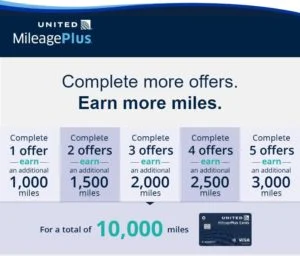 UNITED
MileagePlus
Complete more offers.
Earn more miles.
Complete
1 offer
earn
an additional
1,000
miles
Complete
2 offers
earn
an additional
1,500
miles
Complete
3 offers
earn
an additional
2,000
miles
Complete
4 offers
earn
an additional
2,500
miles
Complete
5 offers
earn
an additional
3,000
miles
For a total of 10,000 miles
UNITED
VISA